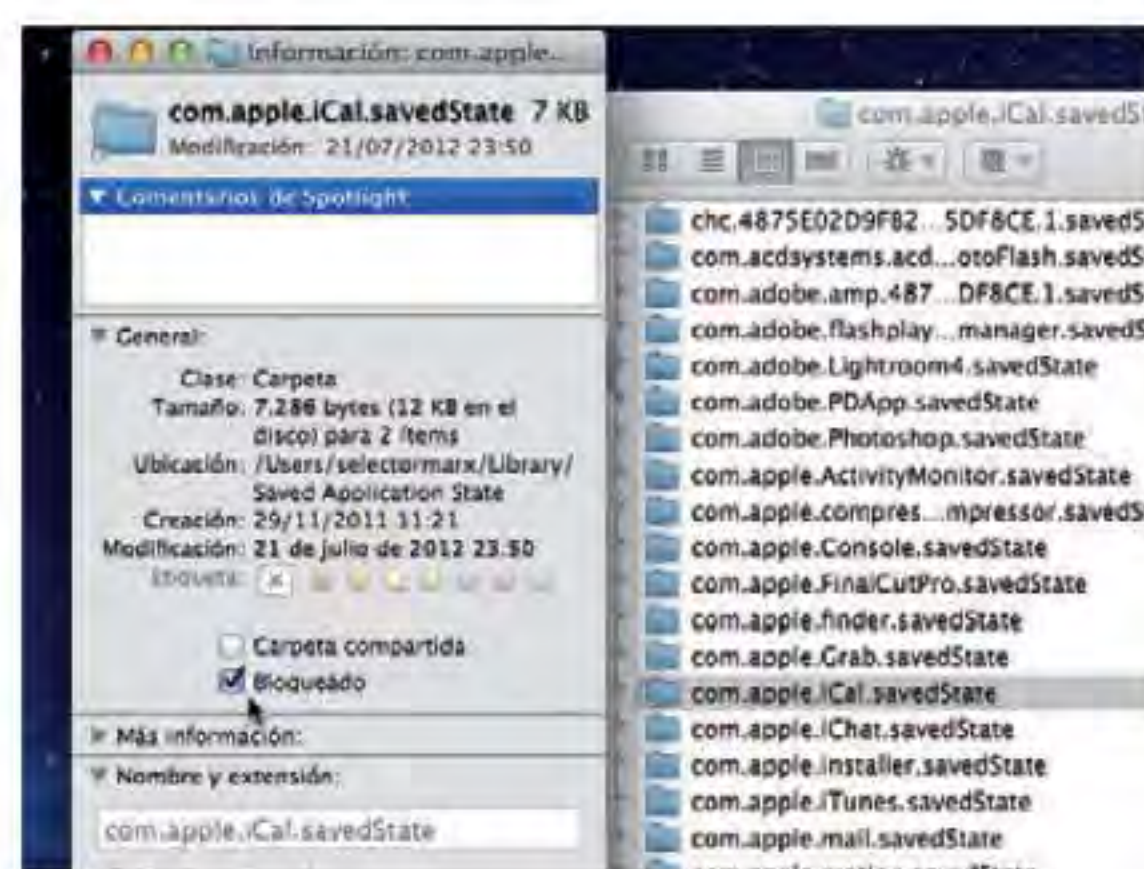 Información: com.apple...
com.apple.iCal.savedState 7 KB
Modificación: 21/07/2012 23:50
Comentarios de Spotlight:
General:
Clase: Carpeta
Tamaño: 7.286 bytes (12 KB en el
disco) para 2 ítems
Ubicación: /Users/selectormarx/Library/
Saved Application State
Creación: 29/11/2011 11:21
Modificación: 21 de julio de 2012 23:50
Etiqueta:
Carpeta compartida
Bloqueado
Más información:
Nombre y extensión:
com.apple.iCal.savedState
com.apple.iCal.savedSt
chc.4875E02D9FB2...5DF8CE.1.savedS
com.acdsystems.acd...otoFlash.savedS
com.adobe.amp.487...DF8CE.1.savedS
com.adobe.flashplay...manager.savedS
com.adobe.Lightroom4.savedState
com.adobe.PDApp.savedState
com.adobe.Photoshop.savedState
com.apple.ActivityMonitor.savedState
com.apple.compres...mpressor.savedS
com.apple.Console.savedState
com.apple.FinalCutPro.savedState
com.apple.finder.savedState
com.apple.Grab.savedState
com.apple.iCal.savedState
com.apple.iChat.savedState
com.apple.installer.savedState
com.apple.iTunes.savedState
com.apple.mail.savedState